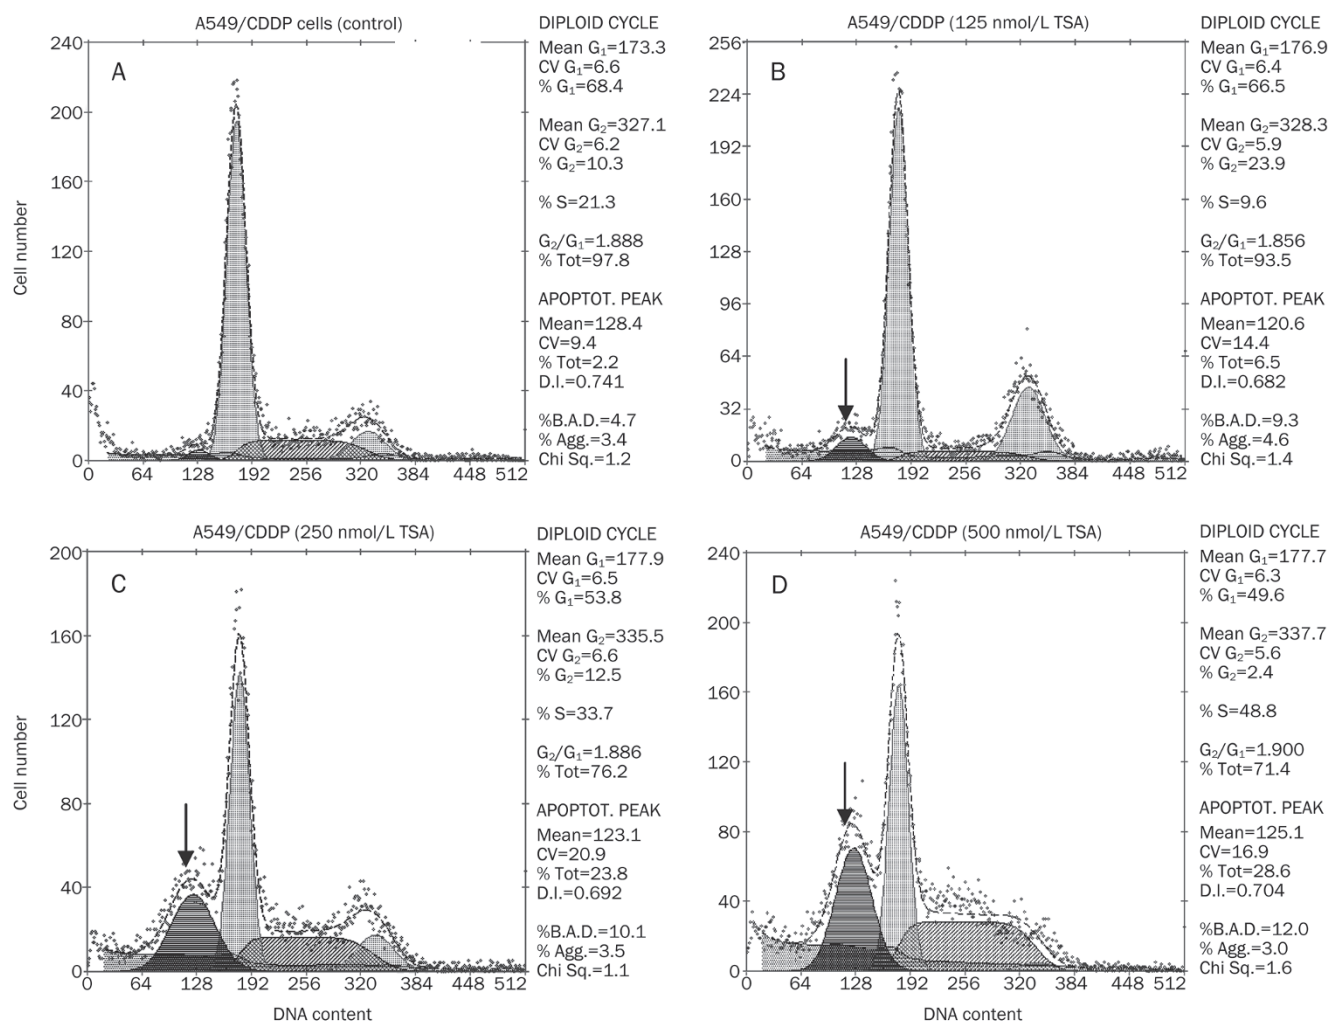 A549/CDDP cells (control)
A
Cell number
240
200
160
120
80
40
0
0 64 128 192 256 320 384 448 512
DIPLOID CYCLE
Mean G₁=173.3
CV G₁=6.6
% G₁=68.4
Mean G₂=327.1
CV G₂=6.2
% G₂=10.3
% S=21.3
G₂/G₁=1.888
% Tot=97.8
APOPTOT. PEAK
Mean=128.4
CV=9.4
% Tot=2.2
D.I.=0.741
%B.A.D.=4.7
% Agg.=3.4
Chi Sq.=1.2
A549/CDDP (125 nmol/L TSA)
B
256
224
192
160
128
96
64
32
0
0 64 128 192 256 320 384 448 512
DIPLOID CYCLE
Mean G₁=176.9
CV G₁=6.4
% G₁=66.5
Mean G₂=328.3
CV G₂=5.9
% G₂=23.9
% S=9.6
G₂/G₁=1.856
% Tot=93.5
APOPTOT. PEAK
Mean=120.6
CV=14.4
% Tot=6.5
D.I.=0.682
%B.A.D.=9.3
% Agg.=4.6
Chi Sq.=1.4
A549/CDDP (250 nmol/L TSA)
C
Cell number
200
160
120
80
40
0
0 64 128 192 256 320 384 448 512
DNA content
DIPLOID CYCLE
Mean G₁=177.9
CV G₁=6.5
% G₁=53.8
Mean G₂=335.5
CV G₂=6.6
% G₂=12.5
% S=33.7
G₂/G₁=1.886
% Tot=76.2
APOPTOT. PEAK
Mean=123.1
CV=20.9
% Tot=23.8
D.I.=0.692
%B.A.D.=10.1
% Agg.=3.5
Chi Sq.=1.1
A549/CDDP (500 nmol/L TSA)
D
240
200
160
120
80
40
0
0 64 128 192 256 320 384 448 512
DNA content
DIPLOID CYCLE
Mean G₁=177.7
CV G₁=6.3
% G₁=49.6
Mean G₂=337.7
CV G₂=5.6
% G₂=2.4
% S=48.8
G₂/G₁=1.900
% Tot=71.4
APOPTOT. PEAK
Mean=125.1
CV=16.9
% Tot=28.6
D.I.=0.704
%B.A.D.=12.0
% Agg.=3.0
Chi Sq.=1.6